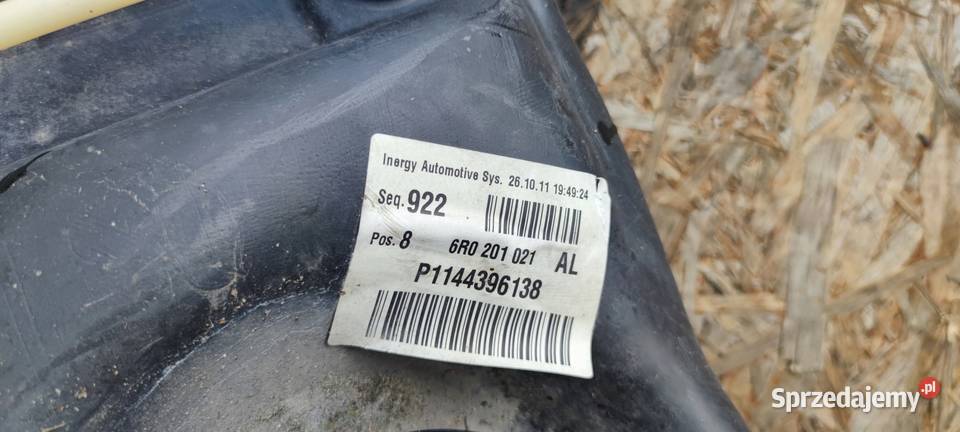 Inergy Automotive Sys. 26.10.11 19:49:24
Seq. 922
Pos. 8 6R0 201 021 AL
P1144396138
Sprzedajemy.pl